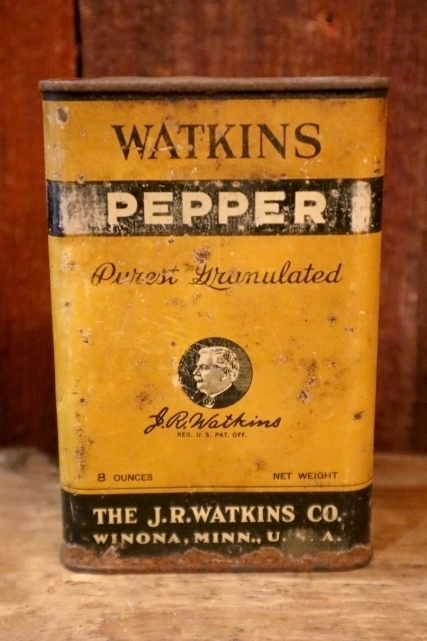 WATKINS
PEPPER
Purest Granulated
J.R. Watkins
REG. U.S. PAT. OFF.
8 OUNCES NET WEIGHT
THE J.R.WATKINS CO.
WINONA, MINN., U. A.